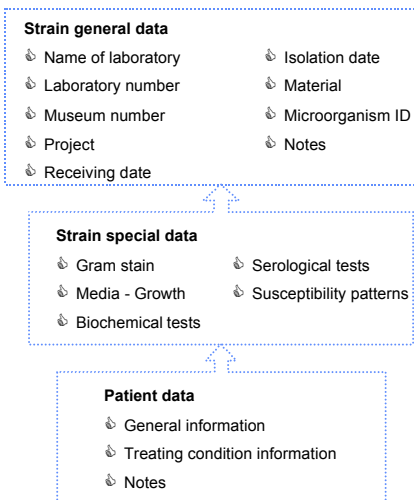 Strain general data
Name of laboratory
Laboratory number
Museum number
Project
Receiving date
Isolation date
Material
Microorganism ID
Notes
Strain special data
Gram stain
Media - Growth
Biochemical tests
Serological tests
Susceptibility patterns
Patient data
General information
Treating condition information
Notes